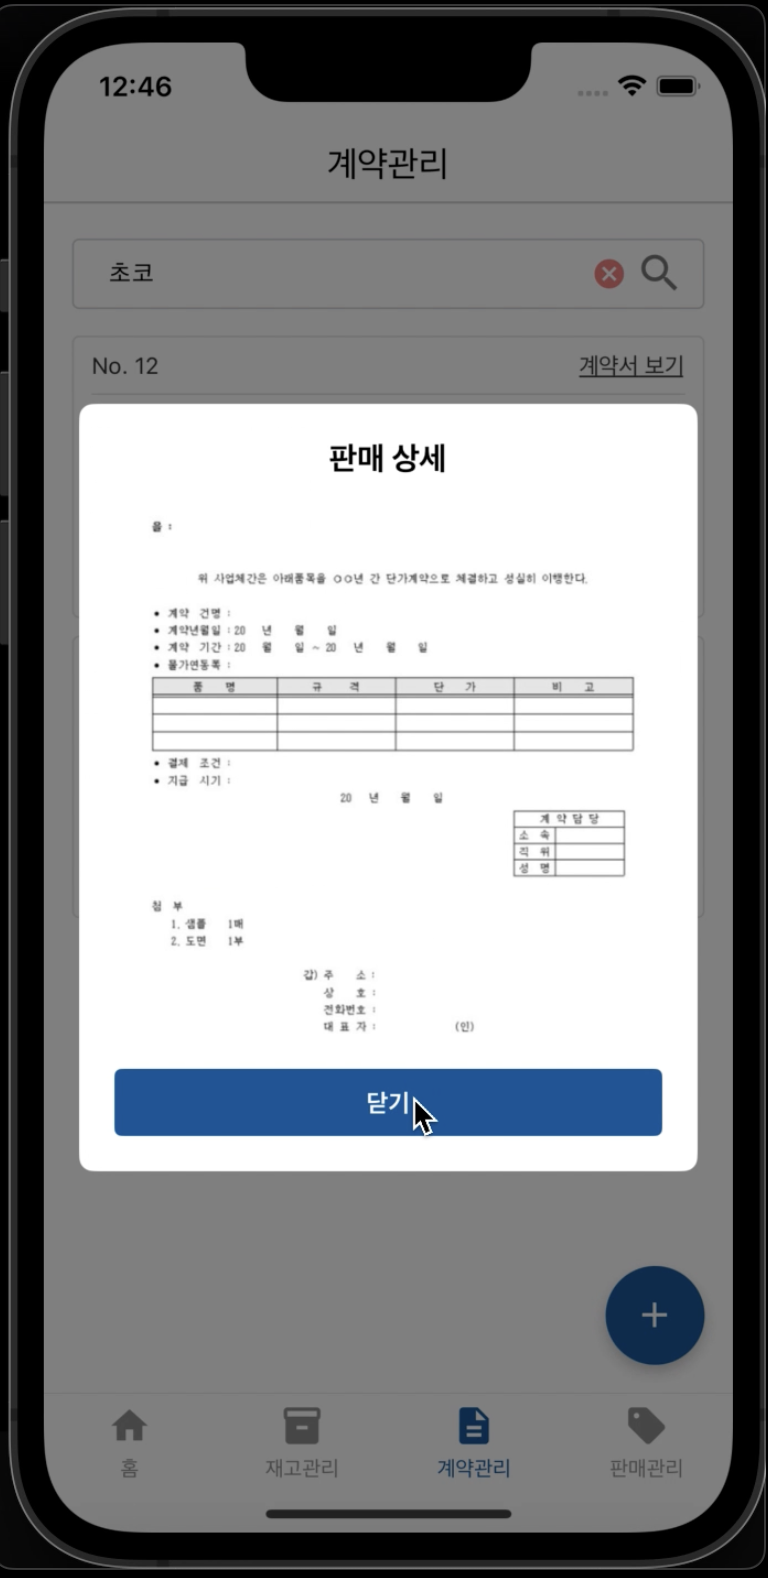 12:46
계약관리
초코
No. 12 계약서 보기
판매 상세
을 :
위 사업체간은 아래품목을 ○○년 간 단가계약으로 체결하고 성실히 이행한다.
• 계약 건명 :
• 계약년월일 : 20 년 월 일
• 계약 기간 : 20 월 일 ~ 20 년 월 일
• 물가연동폭 :
품 명 규 격 단 가 비 고
• 결제 조건 :
• 지급 시기 :
20 년 월 일
계 약 담 당
소 속
직 위
성 명
첨 부
1. 샘플 1매
2. 도면 1부
갑) 주 소 :
상 호 :
전화번호 :
대 표 자 : (인)
닫기
홈 재고관리 계약관리 판매관리